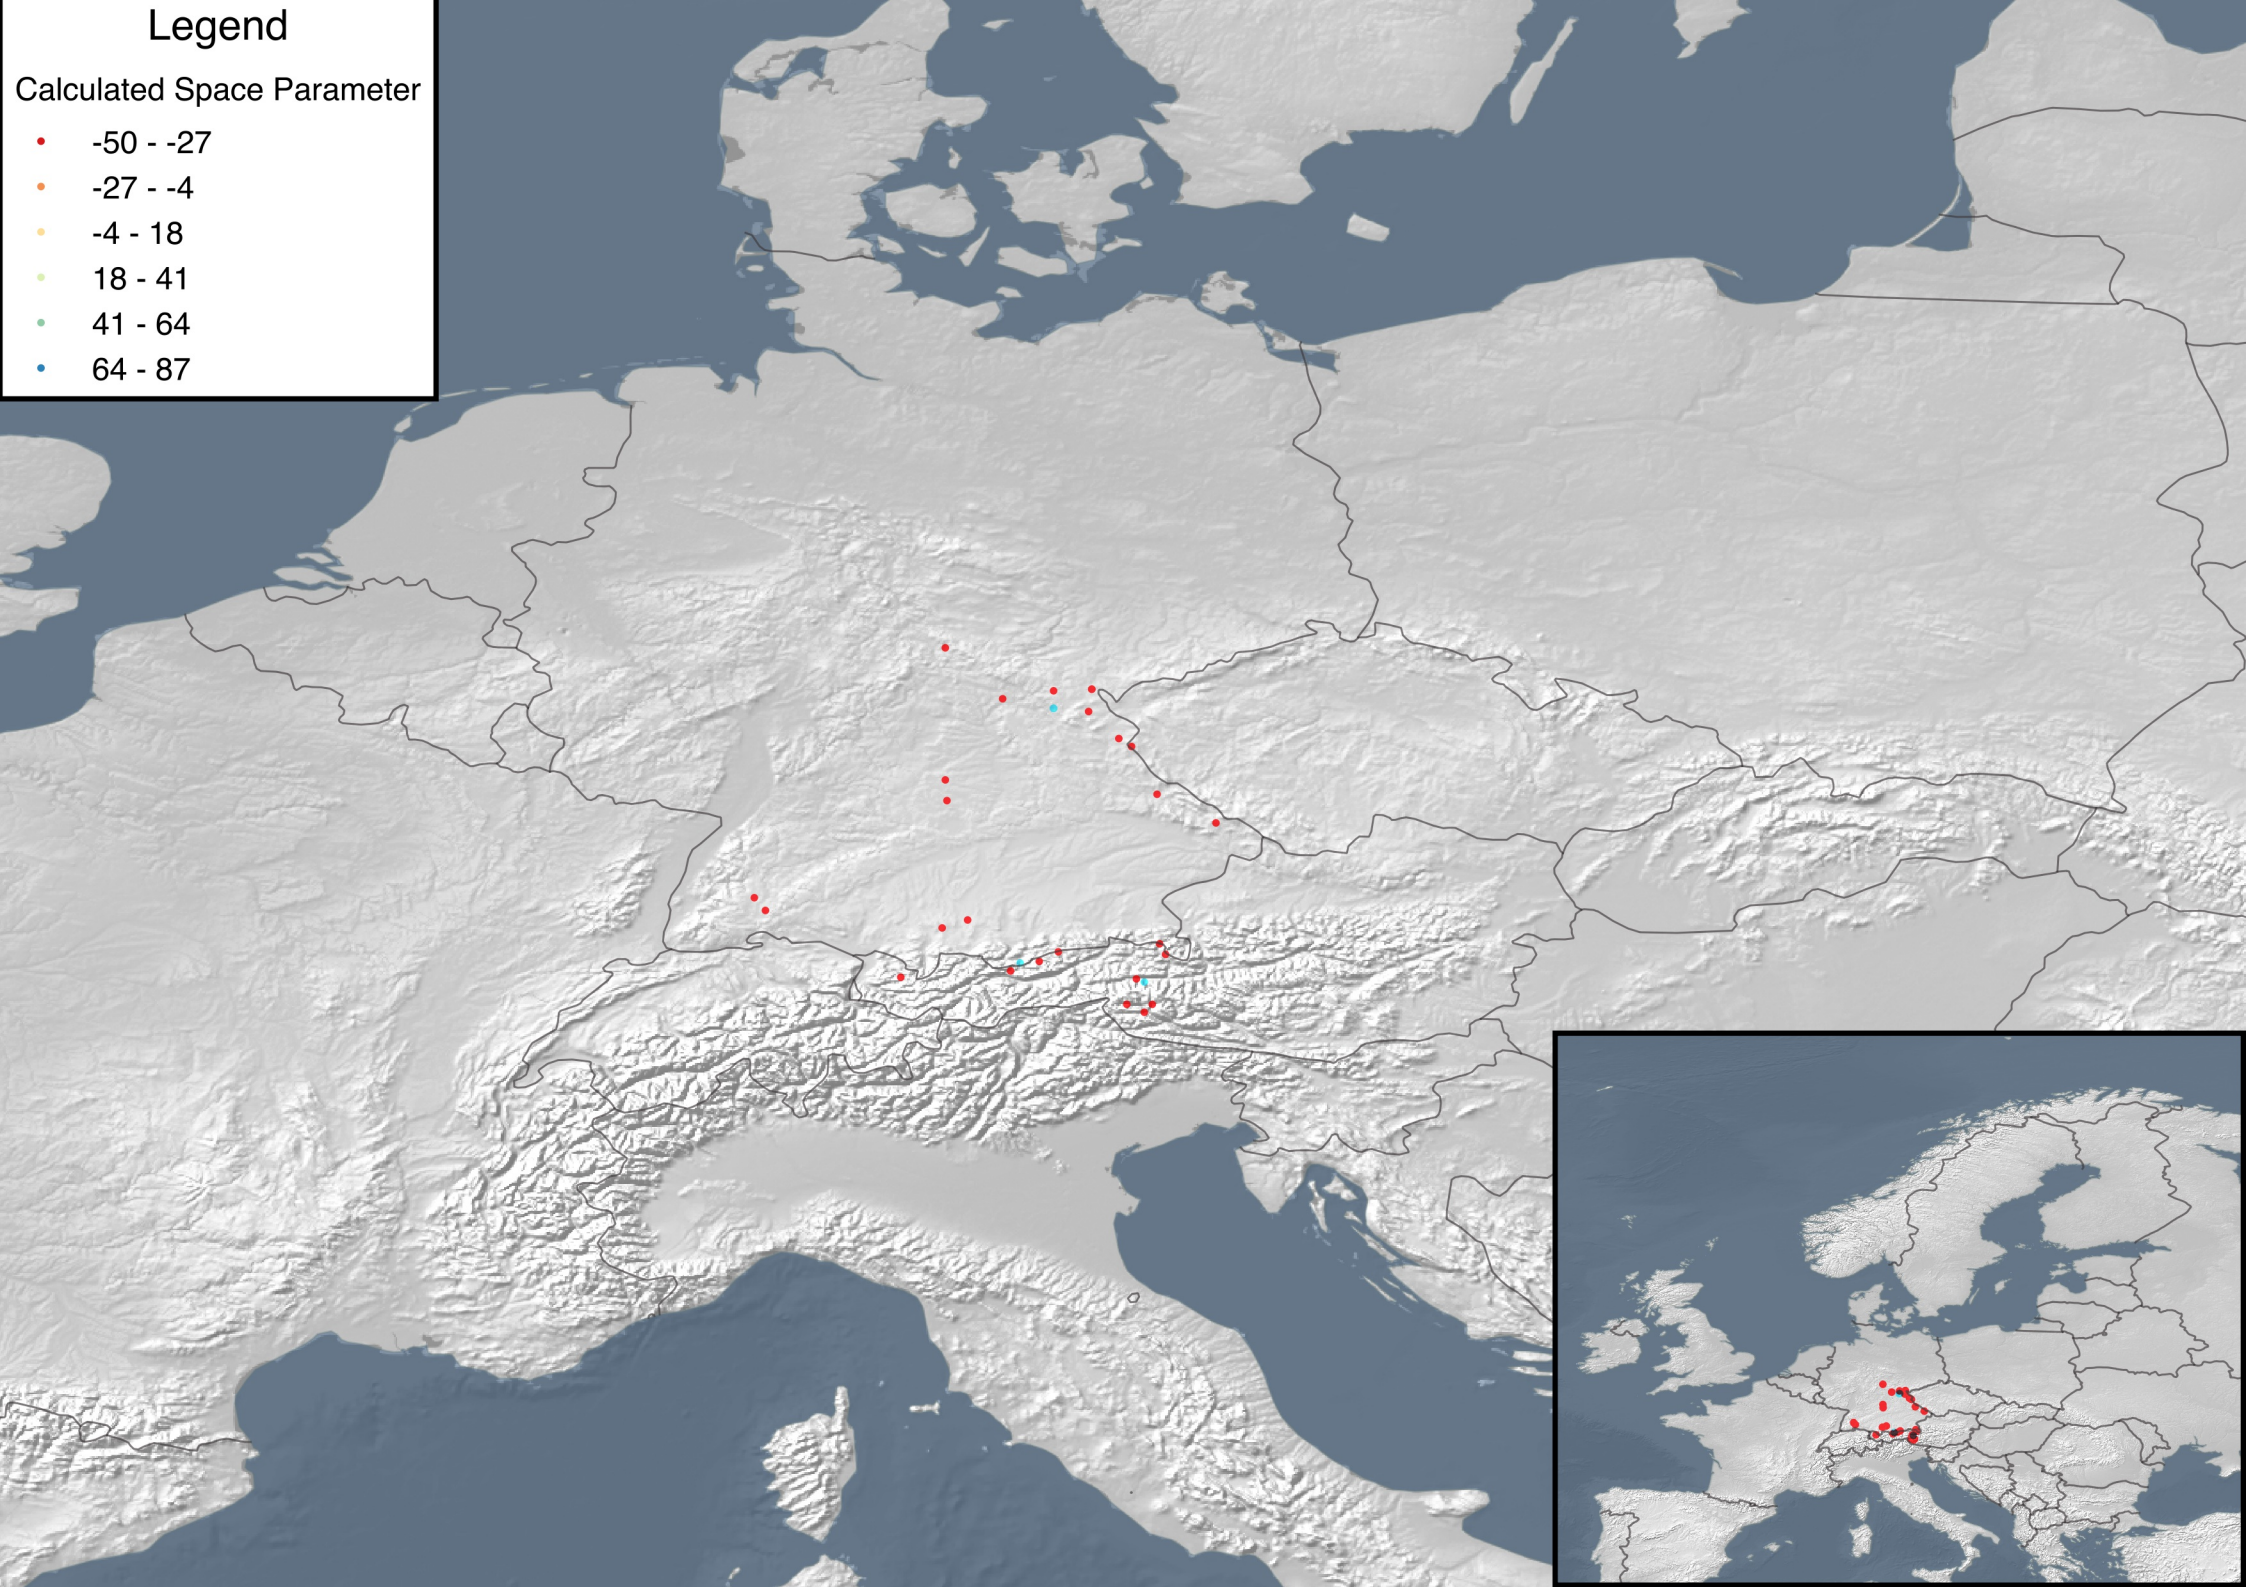 Legend
Calculated Space Parameter
-50 - -27
-27 - -4
-4 - 18
18 - 41
41 - 64
64 - 87